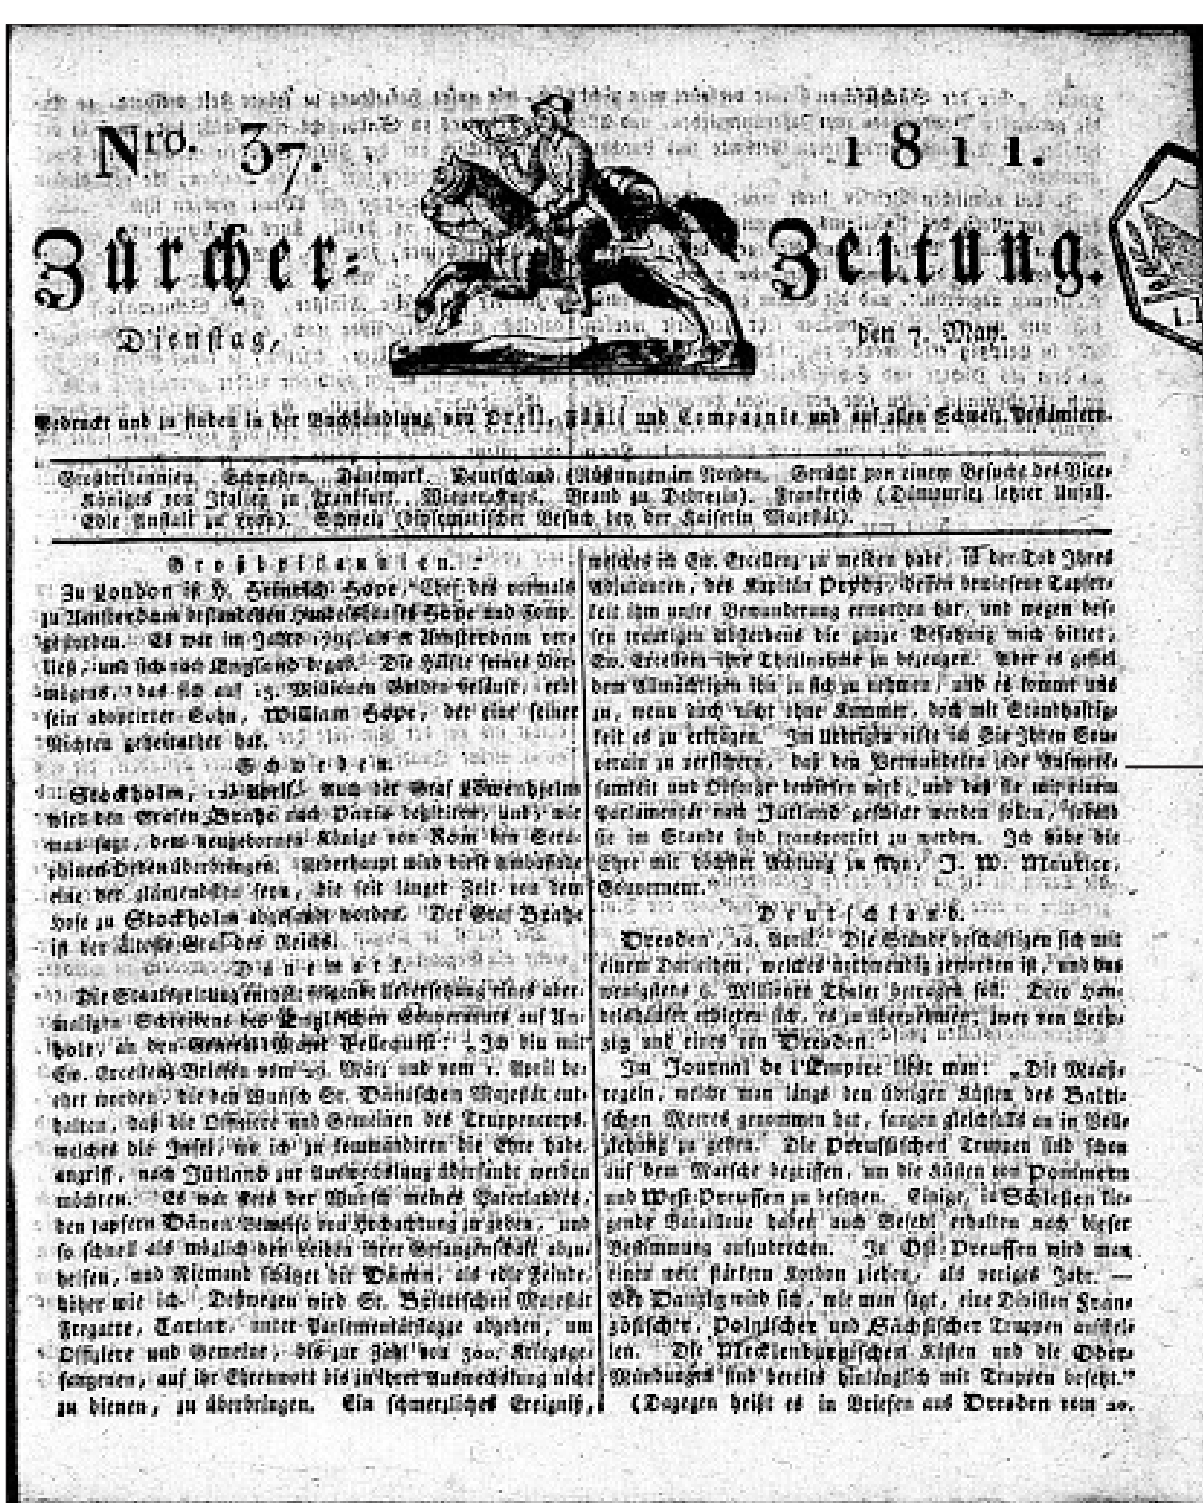 Nro. 37.
1811.
Zürcher-
Zeitung.
Dienstag,
den 7. May.
Gedruckt und zu finden in der Buchhandlung von Orell, Füßli und Compagnie und auf allen Schweiz. Postämtern.
Großbritannien. Schweden. Dänemark. Deutschland (Rüstungen im Norden. Gerücht von einem Besuche des Vice-
Königes von Italien zu Frankfurt. Wiener-Kurs. Brand zu Debrezin). Frankreich (Dampierle, letzter Unfall.
Edle Anstalt zu Lyon). Schweiz (diplomatischer Besuch bey der Kaiserin Majestät).
Großbritannien.
Zu London ist H. Heinrich Hope, Chef des vormals
zu Amsterdam bestandenen Handelshauses Hope und Comp.
gestorben. Es war im Jahre als er Amsterdam ver-
ließ, und sich nach England begab. Die Hälfte seines Ver-
mögens, das sich auf 13. Millionen Gulden beläuft, erbt
sein adoptirter Sohn, William Hope, der eine seiner
Nichten geheirathet hat.
Schweden.
Stockholm, April. Auch der Graf Löwenhjelm
wird den Grafen Brahe nach Paris begleiten, und, wie
man sagt, dem neugebornen Könige von Rom den Sera-
phinen-Orden überbringen. Ueberhaupt wird diese Ambassade
eine der glänzendsten seyn, die seit langer Zeit von dem
Hofe zu Stockholm abgesandt worden. Der Graf Brahe
ist der älteste Graf des Reichs.
Dänemark.
Die Staatszeitung enthält folgende Uebersetzung eines aber-
maligen Schreibens des Englischen Gouverneurs auf An-
holt, an den General-Major Tellequist: „Ich bin mit
Ew. Excellenz Briefen vom März und vom April be-
ehrt worden, die den Wunsch Sr. Dänischen Majestät ent-
halten, daß die Offiziere und Gemeinen des Truppencorps,
welches die Insel, wo ich zu kommandiren die Ehre habe,
angriff, nach Jütland zur Auswechslung übersandt werden
möchten. Es war stets der Wunsch meines Vaterlandes,
den tapfern Dänen Beweise von Hochachtung zu geben, und
so schnell als möglich den Leiden ihrer Gefangenschaft abzu-
helfen, und Niemand schätzet die Dänen, als edle Feinde,
höher wie ich. Deßwegen wird Sr. Britischen Majestät
Fregatte, Tartar, unter Parlementärflagge abgehen, um
Offiziere und Gemeine, bis zur Zahl von 300. Kriegsge-
fangenen, auf ihr Ehrenwort bis zu ihrer Auswechslung nicht
zu dienen, zu überbringen. Ein schmerzliches Ereigniß,
welches ich Ew. Excellenz zu melden habe, ist der Tod Ihres
Adjutanten, des Kapitän Prydz, dessen bewiesene Tapfer-
keit ihm unsre Bewunderung erworben hat, und wegen des-
sen traurigen Absterbens die ganze Besatzung mich bittet,
Ew. Excellenz ihre Theilnahme zu bezeugen. Aber es gefiel
dem Allmächtigen ihn zu sich zu nehmen, und es kommt uns
zu, wenn auch nicht ohne Kummer, doch mit Standhaftig-
keit es zu ertragen. Im übrigen bitte ich Sie Ihren Sou-
verain zu versichern, daß den Verwundeten jede Aufmerk-
samkeit und Obsorge bewiesen wird, und daß sie mit einem
Parlementär nach Jütland geschickt werden sollen, sobald
sie im Stande sind transportirt zu werden. Ich habe die
Ehre mit höchster Achtung zu seyn, J. W. Maurice,
Gouverneur."
Deutschland.
Dresden, April. Die Stände beschäftigen sich mit
einem Darleihen, welches nothwendig geworden ist, und das
wenigstens 6. Millionen Thaler betragen soll. Drey Han-
delshäuser erbieten sich, es zu übernehmen, zwey von Leip-
zig und eines von Dresden.
Im Journal de l'Empire liest man: „Die Maaß-
regeln, welche man längs den übrigen Küsten des Balti-
schen Meeres genommen hat, fangen gleichfalls an in Voll-
ziehung zu gehen. Die Preussischen Truppen sind schon
auf dem Marsche begriffen, um die Küsten von Pommern
und West-Preussen zu besetzen. Einige, in Schlesien lie-
gende Bataillone haben auch Befehl erhalten nach dieser
Bestimmung aufzubrechen. In Ost-Preussen wird man
einen weit stärkern Kordon ziehen, als voriges Jahr. —
Bey Danzig wird sich, wie man sagt, eine Division Fran-
zösischer, Polnischer und Sächsischer Truppen aufstel-
len. Die Mecklenburgischen Küsten und die Oder-
Mündungen sind bereits hinlänglich mit Truppen besetzt."
(Dagegen heißt es in Briefen aus Dresden vom 20.